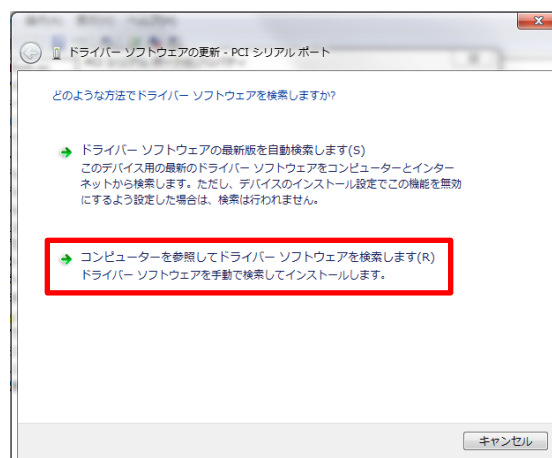 ドライバー ソフトウェアの更新 - PCI シリアル ポート
どのような方法でドライバー ソフトウェアを検索しますか?
ドライバー ソフトウェアの最新版を自動検索します(S)
このデバイス用の最新のドライバー ソフトウェアをコンピューターとインター
ネットから検索します。ただし、デバイスのインストール設定でこの機能を無効
にするよう設定した場合は、検索は行われません。
コンピューターを参照してドライバー ソフトウェアを検索します(R)
ドライバー ソフトウェアを手動で検索してインストールします。
キャンセル